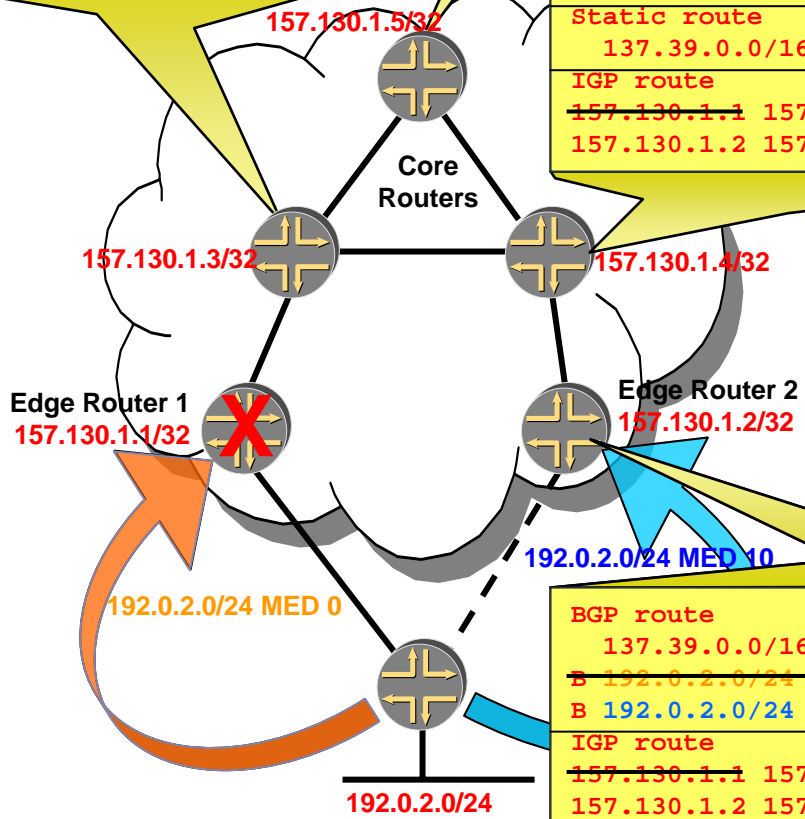 157.130.1.5/32
Static route
137.39.0.0/16
IGP route
157.130.1.1 157
157.130.1.2 157
Core
Routers
157.130.1.3/32
157.130.1.4/32
Edge Router 1
157.130.1.1/32
X
Edge Router 2
157.130.1.2/32
192.0.2.0/24 MED 10
192.0.2.0/24 MED 0
BGP route
137.39.0.0/16
B 192.0.2.0/24
B 192.0.2.0/24
IGP route
157.130.1.1 157
157.130.1.2 157
192.0.2.0/24